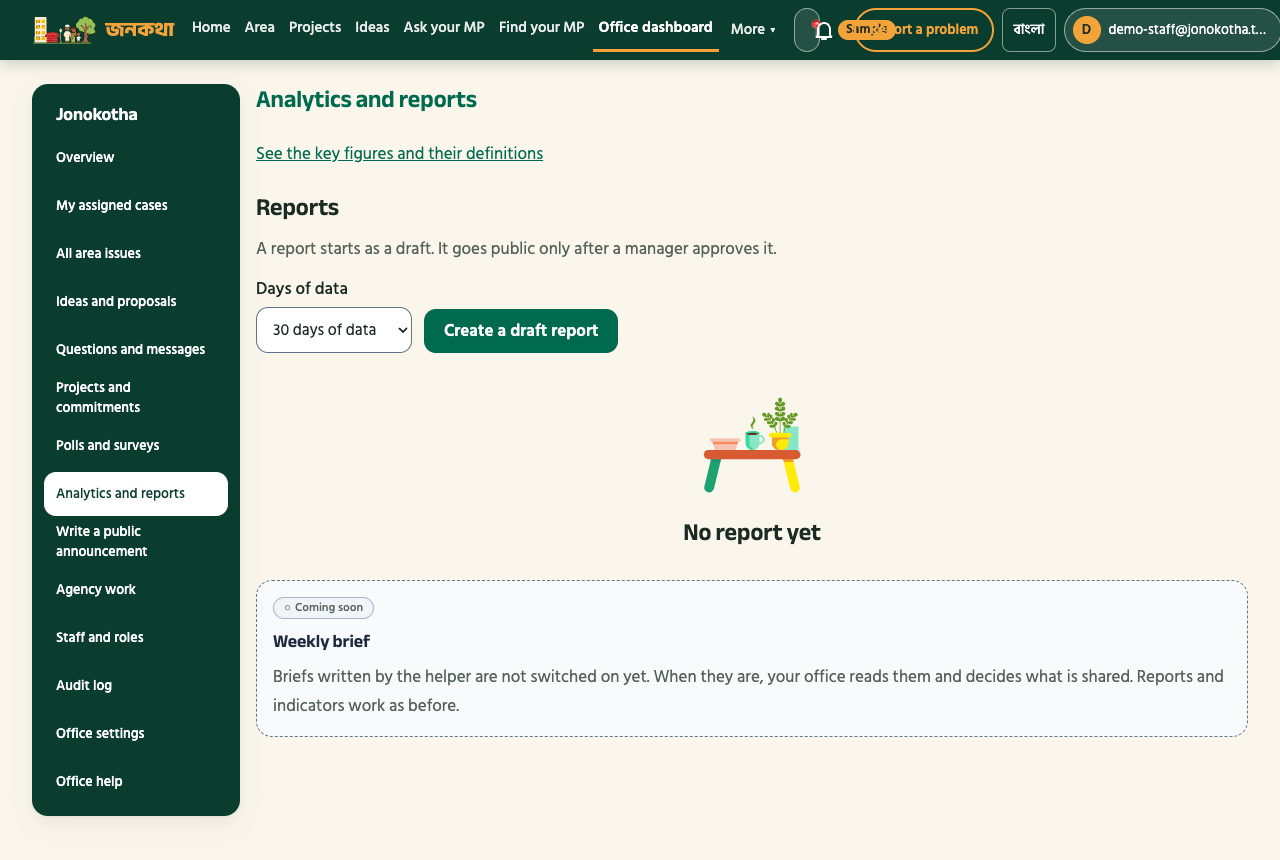 জনকথা
Home
Area
Projects
Ideas
Ask your MP
Find your MP
Office dashboard
More ▾
ort a problem
বাংলা
D
demo-staff@jonokotha.t...
Jonokotha
Overview
My assigned cases
All area issues
Ideas and proposals
Questions and messages
Projects and
commitments
Polls and surveys
Analytics and reports
Write a public
announcement
Agency work
Staff and roles
Audit log
Office settings
Office help
Analytics and reports
See the key figures and their definitions
Reports
A report starts as a draft. It goes public only after a manager approves it.
Days of data
30 days of data
Create a draft report
No report yet
Coming soon
Weekly brief
Briefs written by the helper are not switched on yet. When they are, your office reads them and decides what is shared. Reports and
indicators work as before.